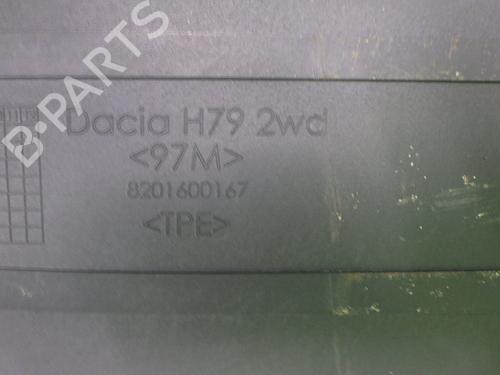 B-PARTS
Dacia H79 2wd
<97M>
8201600167
<TPE>